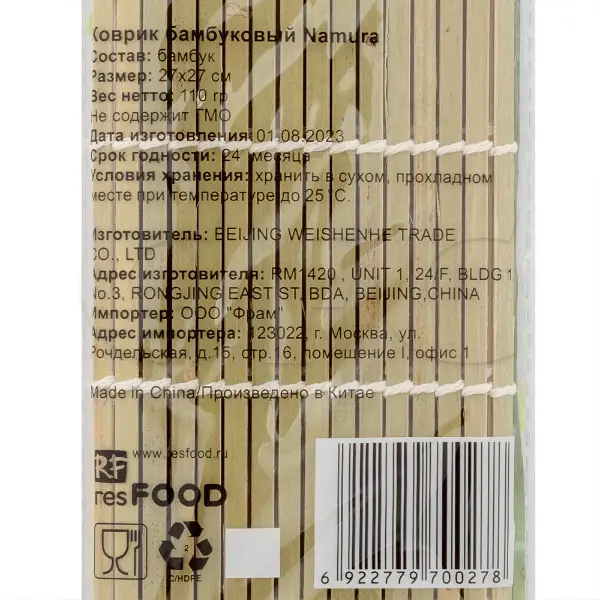 Коврик бамбуковый Namura
Состав: бамбук
Размер: 27х27 см
Вес нетто: 110 гр
Не содержит ГМО
Дата изготовления: 01.08.2023
Срок годности: 24 месяца
Условия хранения: хранить в сухом, прохладном
месте при температуре до 25°С.
Изготовитель: BEIJING WEISHENHE TRADE
CO., LTD
Адрес изготовителя: RM1420 , UNIT 1, 24/F, BLDG 1
No.3, RONGJING EAST ST, BDA, BEIJING,CHINA
Импортер: ООО "Фрам"
Адрес импортера: 123022, г. Москва, ул.
Рочдельская, д.15, стр.16, помещение I, офис 1
Made in China/Произведено в Китае
RF www.resfood.ru
resFOOD
2
C/HDPE
6 922779 700278